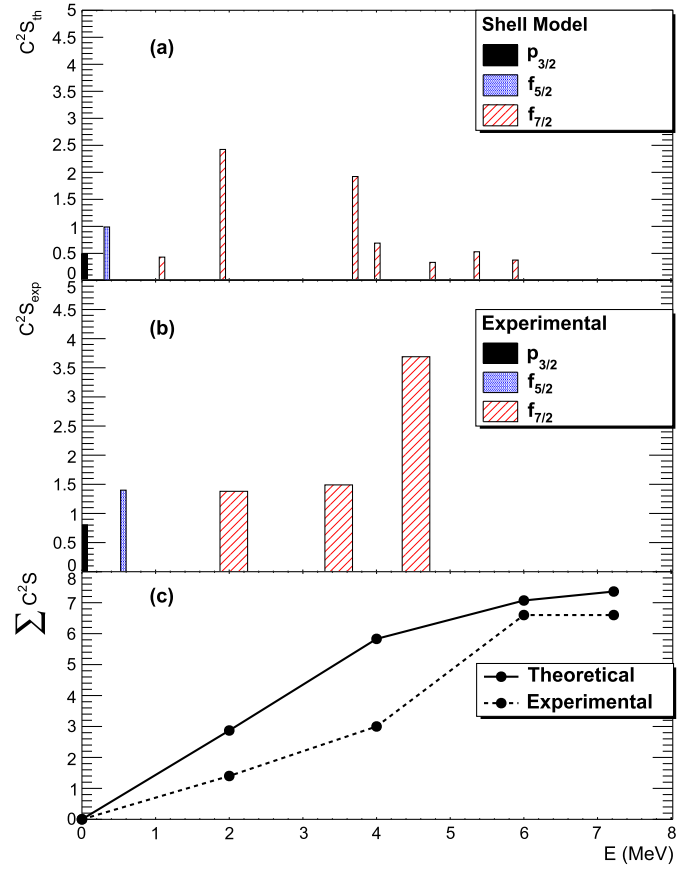 C²S_th
5
4.5
4
3.5
3
2.5
2
1.5
1
0.5
0
(a)
Shell Model
p_3/2
f_5/2
f_7/2
C²S_exp
5
4.5
4
3.5
3
2.5
2
1.5
1
0.5
0
(b)
Experimental
p_3/2
f_5/2
f_7/2
∑ C²S
8
7
6
5
4
3
2
1
0
(c)
Theoretical
Experimental
0 1 2 3 4 5 6 7 8
E (MeV)